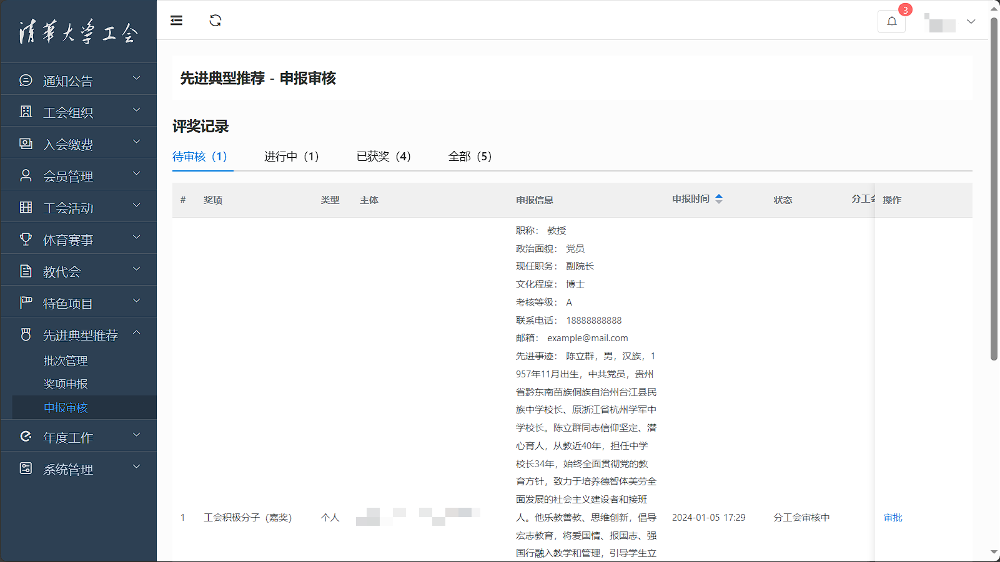 清華大学工会
3
通知公告
工会组织
入会缴费
会员管理
工会活动
体育赛事
教代会
特色项目
先进典型推荐
批次管理
奖项申报
申报审核
年度工作
系统管理
先进典型推荐 - 申报审核
评奖记录
待审核（1） 进行中（1） 已获奖（4） 全部（5）
# 奖项 类型 主体 申报信息 申报时间 状态 分工会 操作
职称： 教授
政治面貌： 党员
现任职务： 副院长
文化程度： 博士
考核等级： A
联系电话： 18888888888
邮箱： example@mail.com
先进事迹： 陈立群，男，汉族，1
957年11月出生，中共党员，贵州
省黔东南苗族侗族自治州台江县民
族中学校长、原浙江省杭州学军中
学校长。陈立群同志信仰坚定、潜
心育人，从教近40年，担任中学
校长34年，始终全面贯彻党的教
育方针，致力于培养德智体美劳全
面发展的社会主义建设者和接班
1 工会积极分子（嘉奖） 个人 人。他乐教善教、思维创新，倡导 2024-01-05 17:29 分工会审核中 审批
宏志教育，将爱国情、报国志、强
国行融入教学和管理，引导学生立